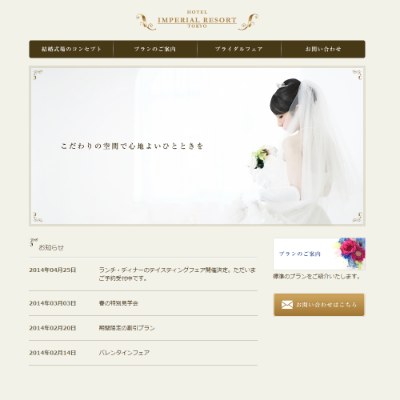 HOTEL
IMPERIAL RESORT
TOKYO
結婚式場のコンセプト
プランのご案内
ブライダルフェア
お問い合わせ
こだわりの空間で心地よいひとときを
お知らせ
2014年04月25日
ランチ・ディナーのテイスティングフェア開催決定。ただいま
ご予約受付中です。
2014年03月03日
春の特別見学会
2014年02月20日
期間限定の割引プラン
2014年02月14日
バレンタインフェア
プランのご案内
標準のプランをご紹介いたします。
お問い合わせはこちら